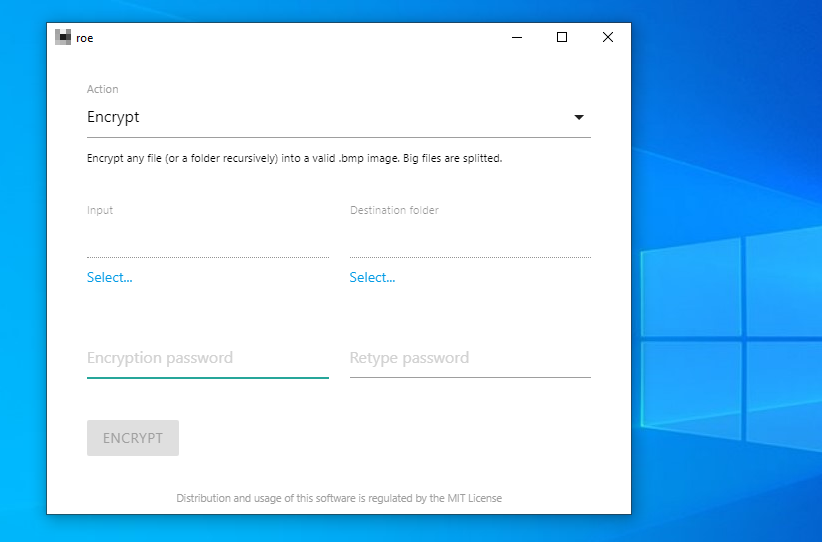 roe
Action
Encrypt
Encrypt any file (or a folder recursively) into a valid .bmp image. Big files are splitted.
Input
Destination folder
Select...
Select...
Encryption password
Retype password
ENCRYPT
Distribution and usage of this software is regulated by the MIT License